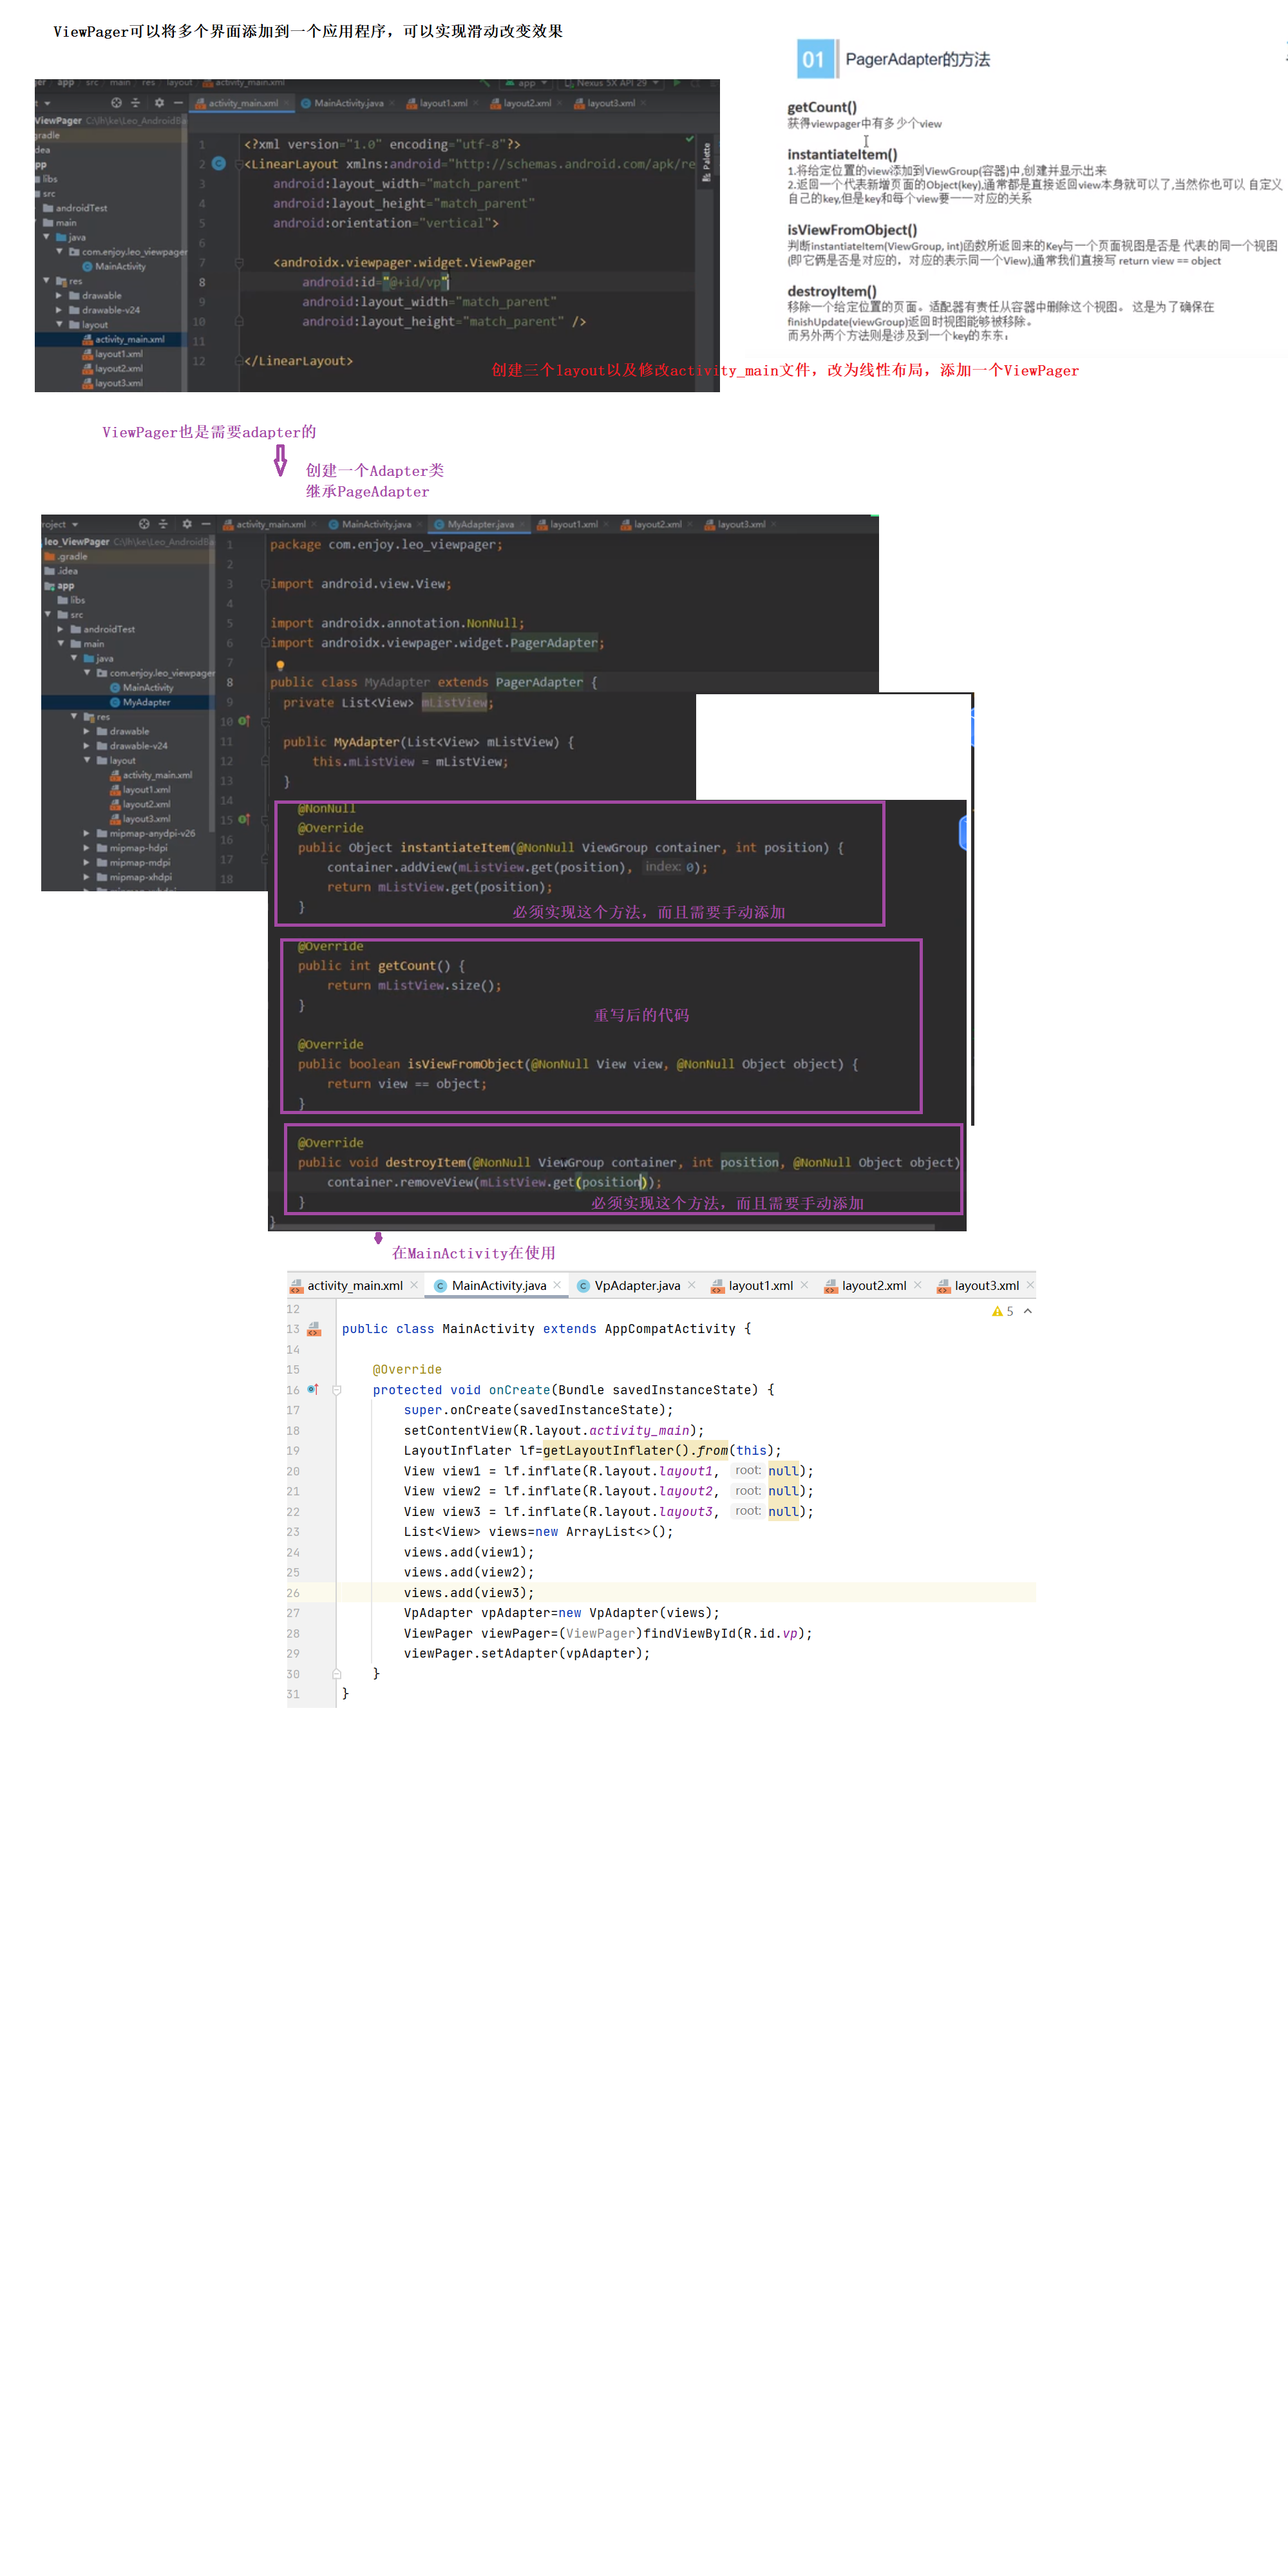 ViewPager可以将多个界面添加到一个应用程序，可以实现滑动改变效果
01 PagerAdapter的方法
getCount()
获得viewpager中有多少个view
instantiateItem()
1.将给定位置的view添加到ViewGroup(容器)中,创建并显示出来
2.返回一个代表新增页面的Object(key),通常都是直接返回view本身就可以了,当然你也可以 自定义
自己的key,但是key和每个view要一一对应的关系
isViewFromObject()
判断instantiateItem(ViewGroup, int)函数所返回来的Key与一个页面视图是否是 代表的同一个视图
(即它俩是否是对应的，对应的表示同一个View),通常我们直接写 return view == object
destroyItem()
移除一个给定位置的页面。适配器有责任从容器中删除这个视图。 这是为了确保在
finishUpdate(viewGroup)返回时视图能够被移除。
而另外两个方法则是涉及到一个key的东东：
app src main res layout activity_main.xml app Nexus 5X API 29
activity_main.xml MainActivity.java layout1.xml layout2.xml layout3.xml
ViewPager C:\lh\ke\Leo_AndroidBa
gradle
dea
pp
libs
src
androidTest
main
java
com.enjoy.leo_viewpager
MainActivity
res
drawable
drawable-v24
layout
activity_main.xml
layout1.xml
layout2.xml
layout3.xml
1 <?xml version="1.0" encoding="utf-8"?>
2 <LinearLayout xmlns:android="http://schemas.android.com/apk/re
3 android:layout_width="match_parent"
4 android:layout_height="match_parent"
5 android:orientation="vertical">
6
7 <androidx.viewpager.widget.ViewPager
8 android:id="@+id/vp"
9 android:layout_width="match_parent"
10 android:layout_height="match_parent" />
11
12 </LinearLayout>
Palette
创建三个layout以及修改activity_main文件，改为线性布局，添加一个ViewPager
ViewPager也是需要adapter的
创建一个Adapter类
继承PageAdapter
roject
activity_main.xml MainActivity.java MyAdapter.java layout1.xml layout2.xml layout3.xml
leo_ViewPager C:\lh\ke\Leo_AndroidBa
.gradle
.idea
app
libs
src
androidTest
main
java
com.enjoy.leo_viewpager
MainActivity
MyAdapter
res
drawable
drawable-v24
layout
activity_main.xml
layout1.xml
layout2.xml
layout3.xml
mipmap-anydpi-v26
mipmap-hdpi
mipmap-mdpi
mipmap-xhdpi
1 package com.enjoy.leo_viewpager;
2
3 import android.view.View;
4
5 import androidx.annotation.NonNull;
6 import androidx.viewpager.widget.PagerAdapter;
7
8 public class MyAdapter extends PagerAdapter {
9 private List<View> mListView;
10
11 public MyAdapter(List<View> mListView) {
12 this.mListView = mListView;
13 }
14
15
16
17
18
@NonNull
@Override
public Object instantiateItem(@NonNull ViewGroup container, int position) {
container.addView(mListView.get(position), index: 0);
return mListView.get(position);
}
必须实现这个方法，而且需要手动添加
@Override
public int getCount() {
return mListView.size();
}
重写后的代码
@Override
public boolean isViewFromObject(@NonNull View view, @NonNull Object object) {
return view == object;
}
@Override
public void destroyItem(@NonNull ViewGroup container, int position, @NonNull Object object)
container.removeView(mListView.get(position));
}
必须实现这个方法，而且需要手动添加
}
在MainActivity在使用
activity_main.xml MainActivity.java VpAdapter.java layout1.xml layout2.xml layout3.xml
12
5
13 public class MainActivity extends AppCompatActivity {
14
15 @Override
16 protected void onCreate(Bundle savedInstanceState) {
17 super.onCreate(savedInstanceState);
18 setContentView(R.layout.activity_main);
19 LayoutInflater lf=getLayoutInflater().from(this);
20 View view1 = lf.inflate(R.layout.layout1, root: null);
21 View view2 = lf.inflate(R.layout.layout2, root: null);
22 View view3 = lf.inflate(R.layout.layout3, root: null);
23 List<View> views=new ArrayList<>();
24 views.add(view1);
25 views.add(view2);
26 views.add(view3);
27 VpAdapter vpAdapter=new VpAdapter(views);
28 ViewPager viewPager=(ViewPager)findViewById(R.id.vp);
29 viewPager.setAdapter(vpAdapter);
30 }
31 }